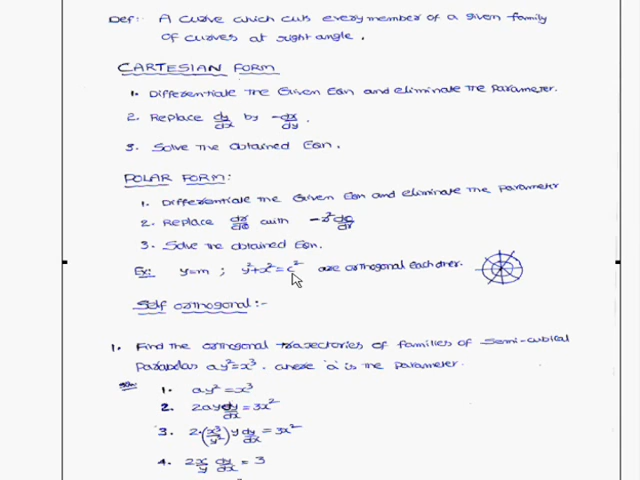 Def:- A curve which cuts every member of a given family
of curves at right angle.
CARTESIAN FORM
1. Differentiate the Given Eqn and eliminate the Parameter.
2. Replace dy/dx by -dx/dy.
3. Solve the obtained Eqn.
POLAR FORM:
1. Differentiate the Given Eqn and eliminate the Parameter
2. Replace dr/dθ with -r² dθ/dr
3. Solve the obtained Eqn.
Ex: y=m ; y²+x²=c² are orthogonal each other.
Self orthogonal:-
1. Find the orthogonal trajectories of families of semi-cubical
Parabolas ay²=x³. where 'a' is the parameter.
Soln:
1. ay²=x³
2. 2ay dy/dx = 3x²
3. 2·(x³/y²) y dy/dx = 3x²
4. 2x/y dy/dx = 3